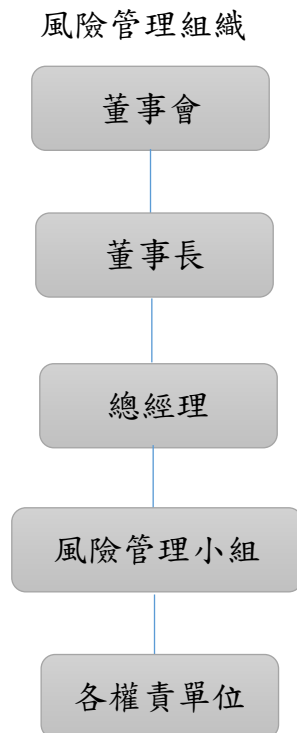 風險管理組織
董事會
董事長
總經理
風險管理小組
各權責單位